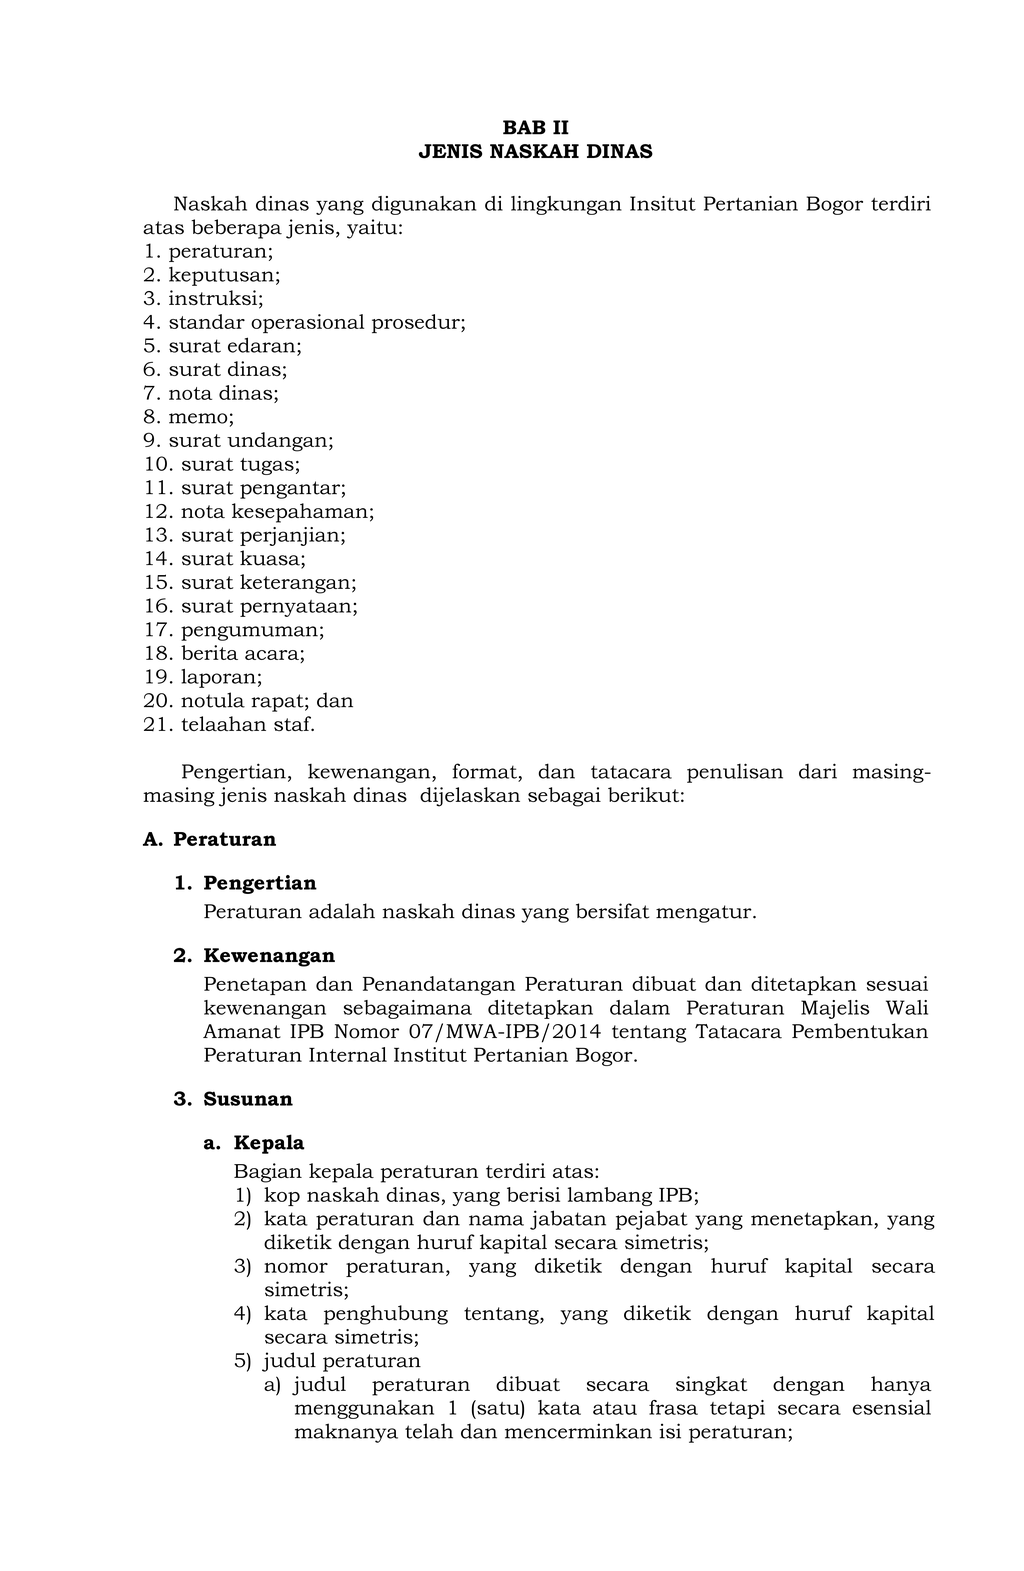 BAB II
JENIS NASKAH DINAS
Naskah dinas yang digunakan di lingkungan Insitut Pertanian Bogor terdiri
atas beberapa jenis, yaitu:
1. peraturan;
2. keputusan;
3. instruksi;
4. standar operasional prosedur;
5. surat edaran;
6. surat dinas;
7. nota dinas;
8. memo;
9. surat undangan;
10. surat tugas;
11. surat pengantar;
12. nota kesepahaman;
13. surat perjanjian;
14. surat kuasa;
15. surat keterangan;
16. surat pernyataan;
17. pengumuman;
18. berita acara;
19. laporan;
20. notula rapat; dan
21. telaahan staf.
Pengertian, kewenangan, format, dan tatacara penulisan dari masing-
masing jenis naskah dinas dijelaskan sebagai berikut:
A. Peraturan
1. Pengertian
Peraturan adalah naskah dinas yang bersifat mengatur.
2. Kewenangan
Penetapan dan Penandatangan Peraturan dibuat dan ditetapkan sesuai
kewenangan sebagaimana ditetapkan dalam Peraturan Majelis Wali
Amanat IPB Nomor 07/MWA-IPB/2014 tentang Tatacara Pembentukan
Peraturan Internal Institut Pertanian Bogor.
3. Susunan
a. Kepala
Bagian kepala peraturan terdiri atas:
1) kop naskah dinas, yang berisi lambang IPB;
2) kata peraturan dan nama jabatan pejabat yang menetapkan, yang
diketik dengan huruf kapital secara simetris;
3) nomor peraturan, yang diketik dengan huruf kapital secara
simetris;
4) kata penghubung tentang, yang diketik dengan huruf kapital
secara simetris;
5) judul peraturan
a) judul peraturan dibuat secara singkat dengan hanya
menggunakan 1 (satu) kata atau frasa tetapi secara esensial
maknanya telah dan mencerminkan isi peraturan;